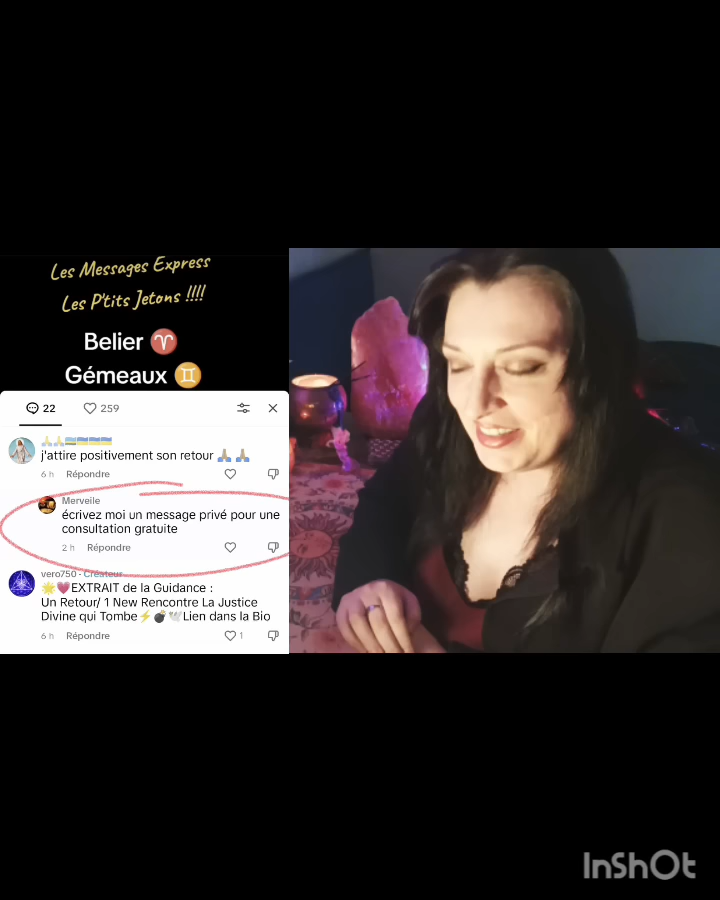 Les Messages Express
Les P'tits Jetons !!!!
Belier ♈
Gémeaux ♊
22
259
j'attire positivement son retour 🙏🏽 🙏🏽
6 h Répondre
Merveile
écrivez moi un message privé pour une
consultation gratuite
2 h Répondre
vero750 - Créateur
🌟💗EXTRAIT de la Guidance :
Un Retour/ 1 New Rencontre La Justice
Divine qui Tombe⚡💣🕊️Lien dans la Bio
6 h Répondre 1
InShOt